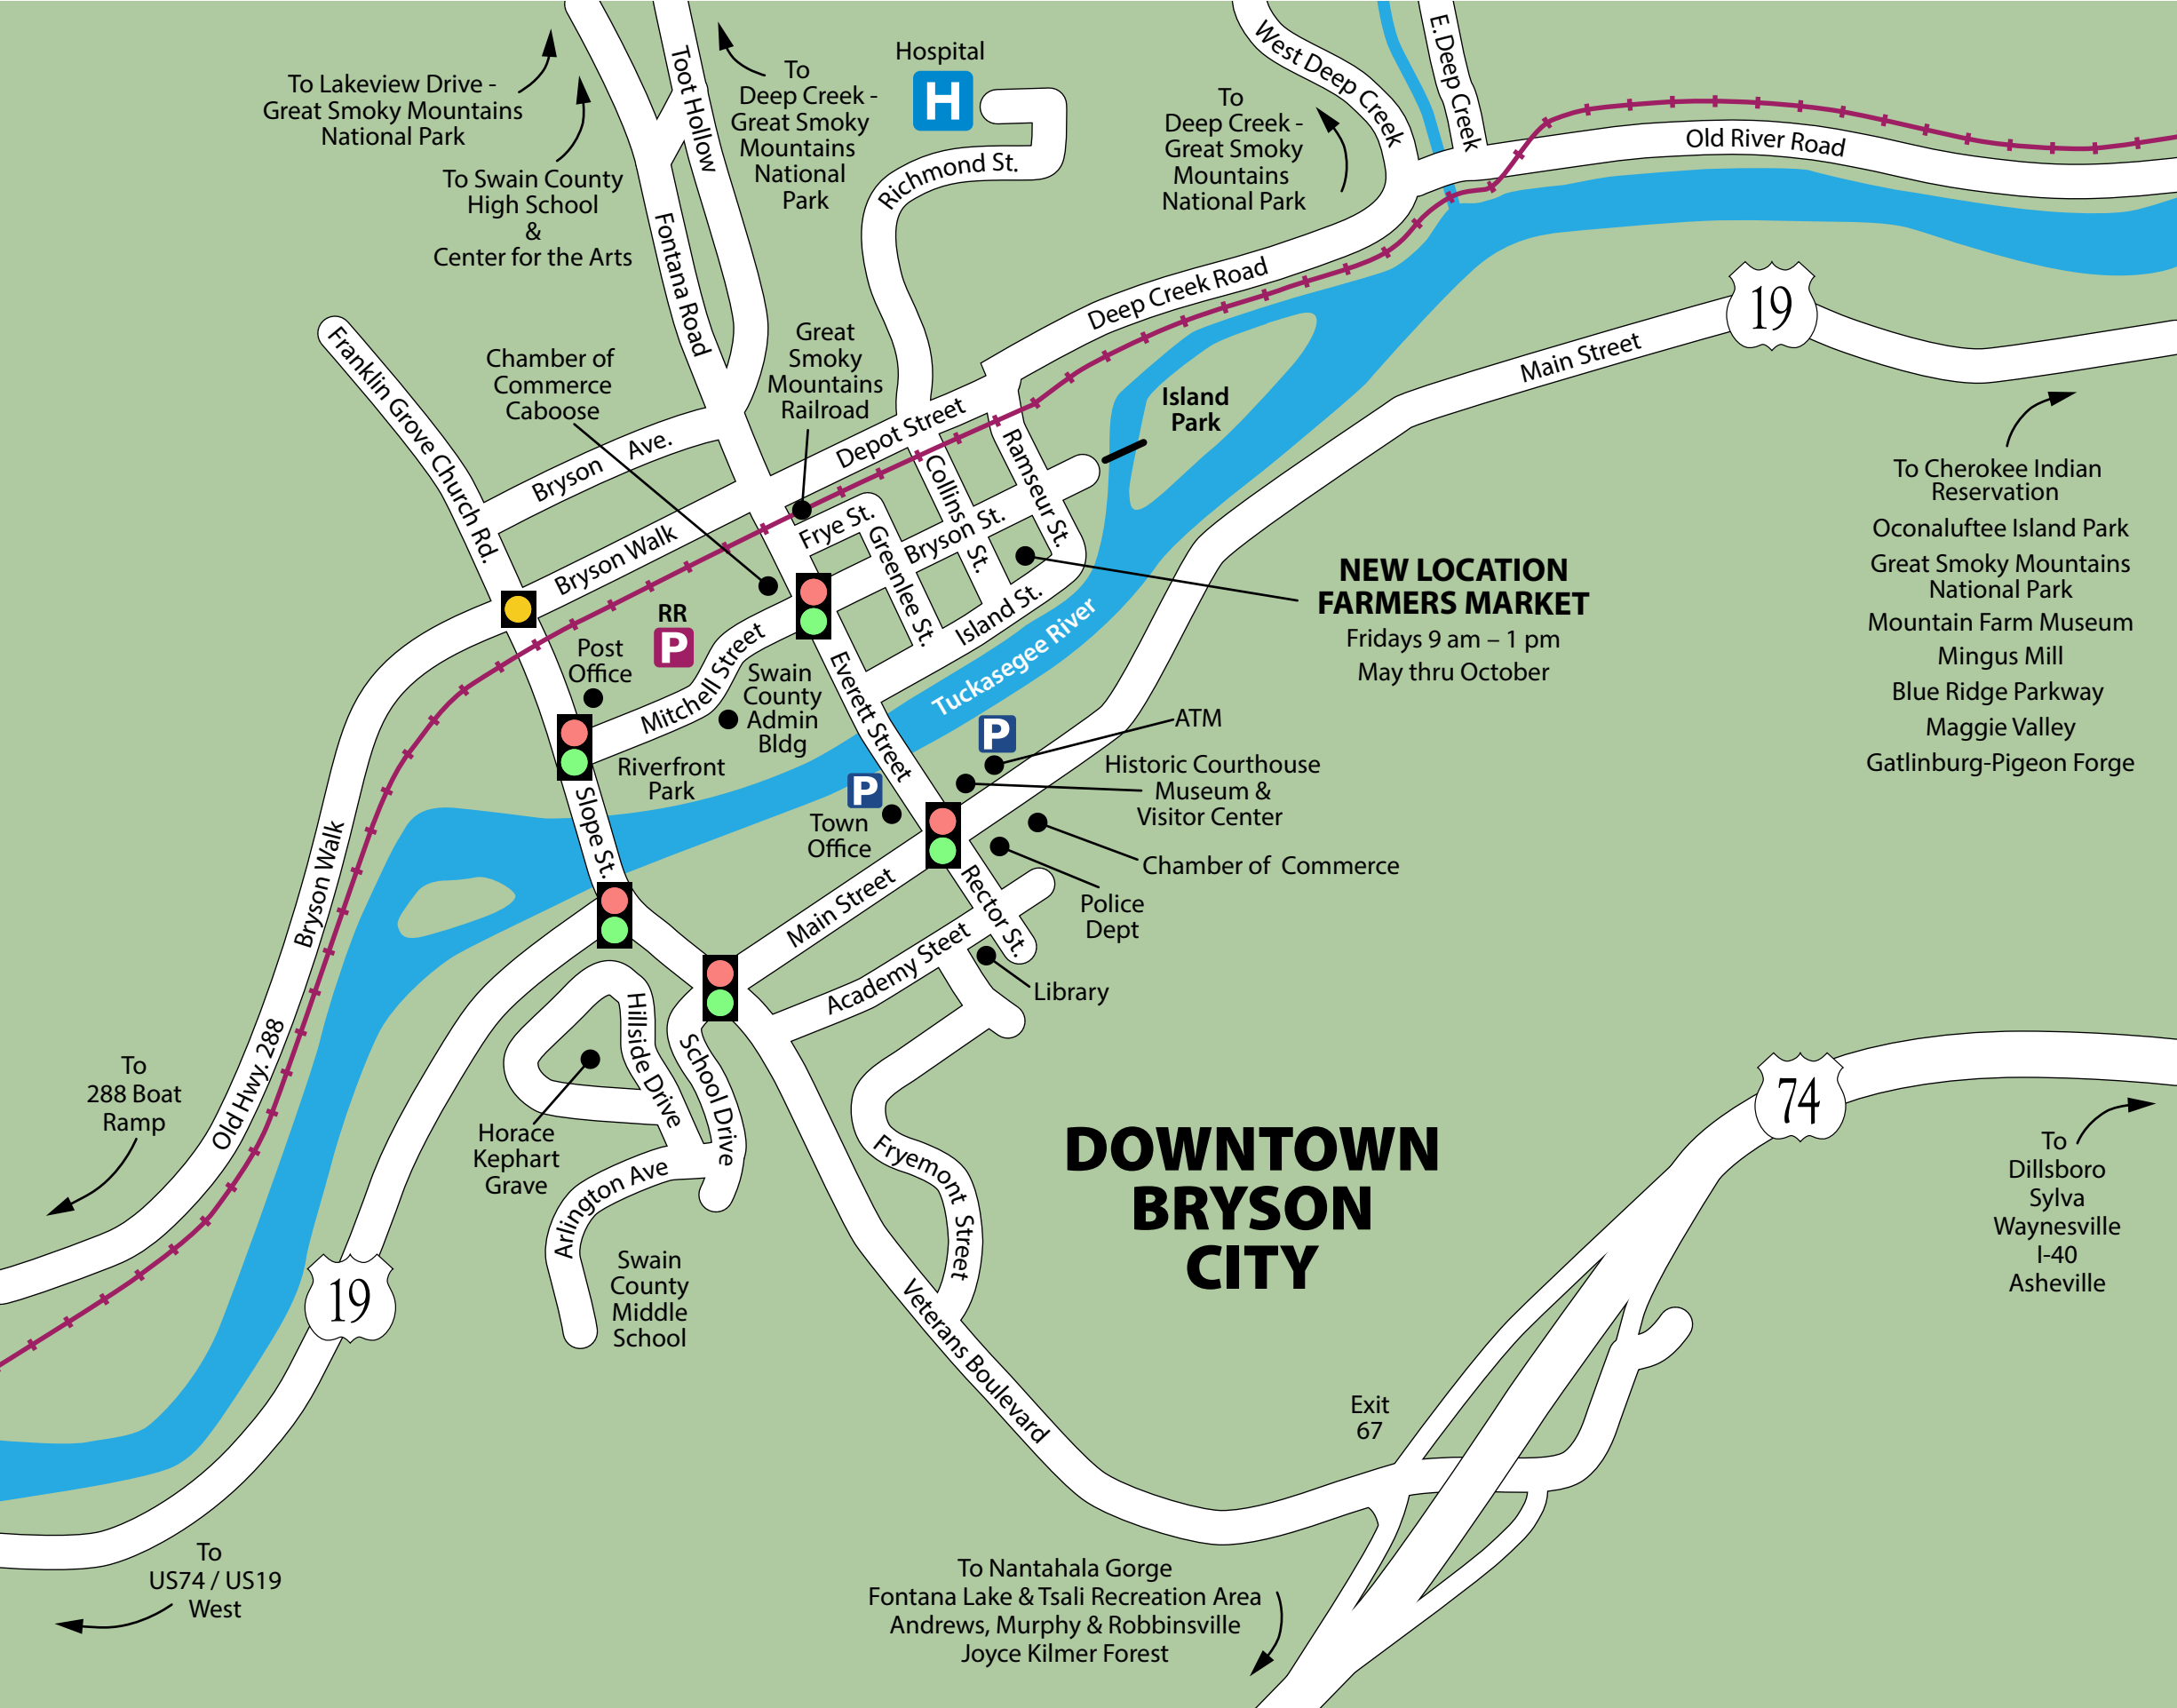 To Lakeview Drive -
Great Smoky Mountains
National Park
To Swain County
High School
&
Center for the Arts
Toot Hollow
To
Deep Creek -
Great Smoky
Mountains
National
Park
Hospital
H
Richmond St.
West Deep Creek
E. Deep Creek
To
Deep Creek -
Great Smoky
Mountains
National Park
Old River Road
Fontana Road
Franklin Grove Church Rd.
Chamber of
Commerce
Caboose
Great
Smoky
Mountains
Railroad
Deep Creek Road
Main Street
19
Island
Park
Bryson Ave.
Depot Street
Ramseur St.
Collins St.
Frye St.
Bryson St.
Greenlee St.
Bryson Walk
Island St.
To Cherokee Indian
Reservation
Oconaluftee Island Park
Great Smoky Mountains
National Park
Mountain Farm Museum
Mingus Mill
Blue Ridge Parkway
Maggie Valley
Gatlinburg-Pigeon Forge
NEW LOCATION
FARMERS MARKET
Fridays 9 am – 1 pm
May thru October
RR
P
Post
Office
Mitchell Street
Swain
County
Admin
Bldg
Everett Street
Tuckasegee River
Riverfront
Park
P
ATM
P
Town
Office
Historic Courthouse
Museum &
Visitor Center
Chamber of Commerce
Police
Dept
Slope St.
Main Street
Rector St.
Academy Steet
Library
Bryson Walk
Old Hwy. 288
To
288 Boat
Ramp
Hillside Drive
School Drive
Horace
Kephart
Grave
Arlington Ave
Swain
County
Middle
School
Fryemont Street
DOWNTOWN
BRYSON
CITY
74
To
Dillsboro
Sylva
Waynesville
I-40
Asheville
19
Veterans Boulevard
Exit
67
To
US74 / US19
West
To Nantahala Gorge
Fontana Lake & Tsali Recreation Area
Andrews, Murphy & Robbinsville
Joyce Kilmer Forest